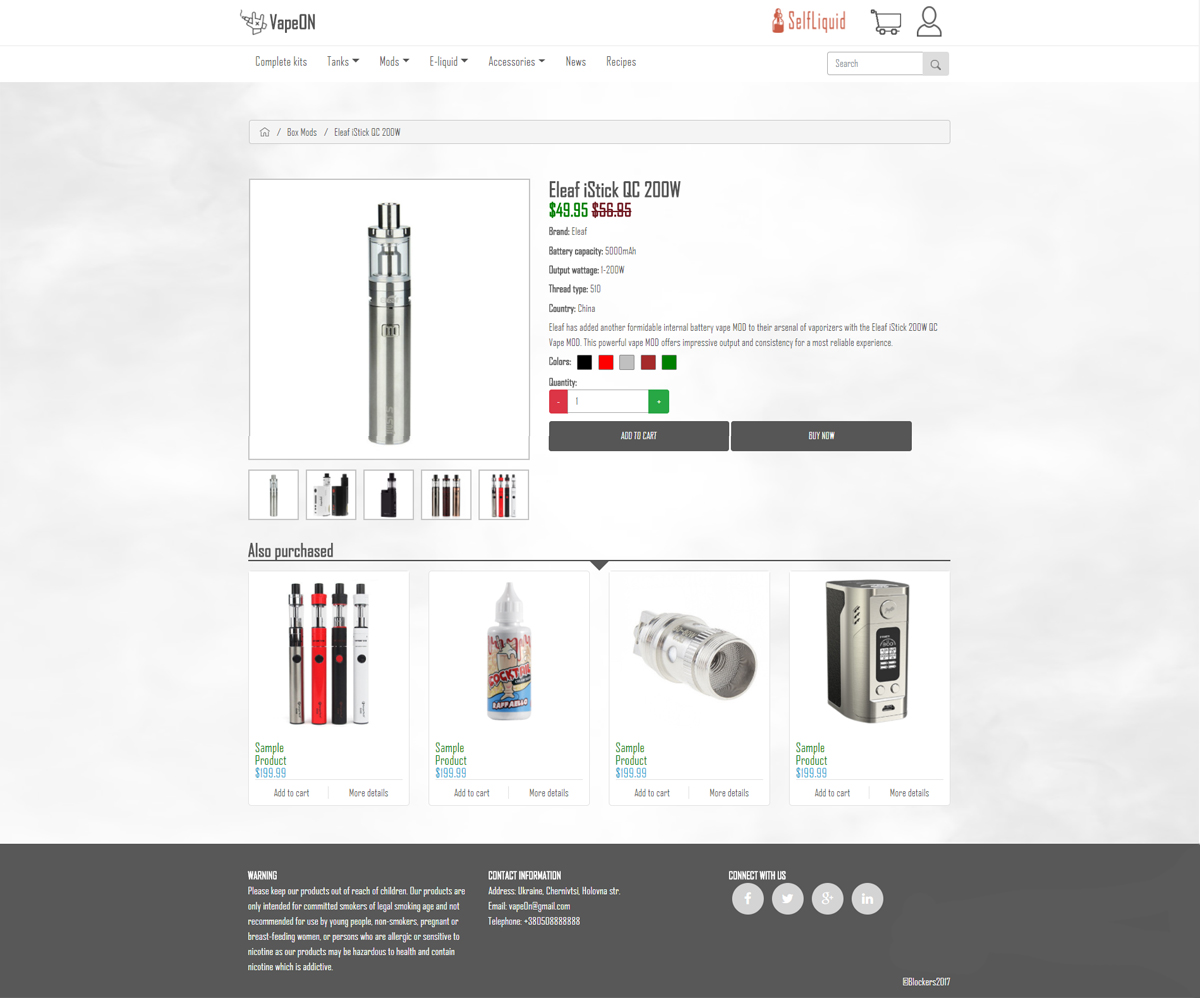 VapeON
SelfLiquid
Complete kits
Tanks
Mods
E-liquid
Accessories
News
Recipes
Search
/ Box Mods / Eleaf iStick QC 200W
Eleaf iStick QC 200W
$49.95 $56.95
Brand: Eleaf
Battery capacity: 5000mAh
Output wattage: 1-200W
Thread type: 510
Country: China
Eleaf has added another formidable internal battery vape MOD to their arsenal of vaporizers with the Eleaf iStick 200W QC
Vape MOD. This powerful vape MOD offers impressive output and consistency for a most reliable experience.
Colors:
Quantity:
- 1 +
ADD TO CART
BUY NOW
Also purchased
COCKTAIL
RAFFAELLO
Sample
Product
$199.99
Add to cart
More details
Sample
Product
$199.99
Add to cart
More details
Sample
Product
$199.99
Add to cart
More details
Sample
Product
$199.99
Add to cart
More details
WARNING
Please keep our products out of reach of children. Our products are
only intended for committed smokers of legal smoking age and not
recommended for use by young people, non-smokers, pregnant or
breast-feeding women, or persons who are allergic or sensitive to
nicotine as our products may be hazardous to health and contain
nicotine which is addictive.
CONTACT INFORMATION
Address: Ukraine, Chernivtsi, Holovna str.
Email: vape0n@gmail.com
Telephone: +380508888888
CONNECT WITH US
©Blockers2017